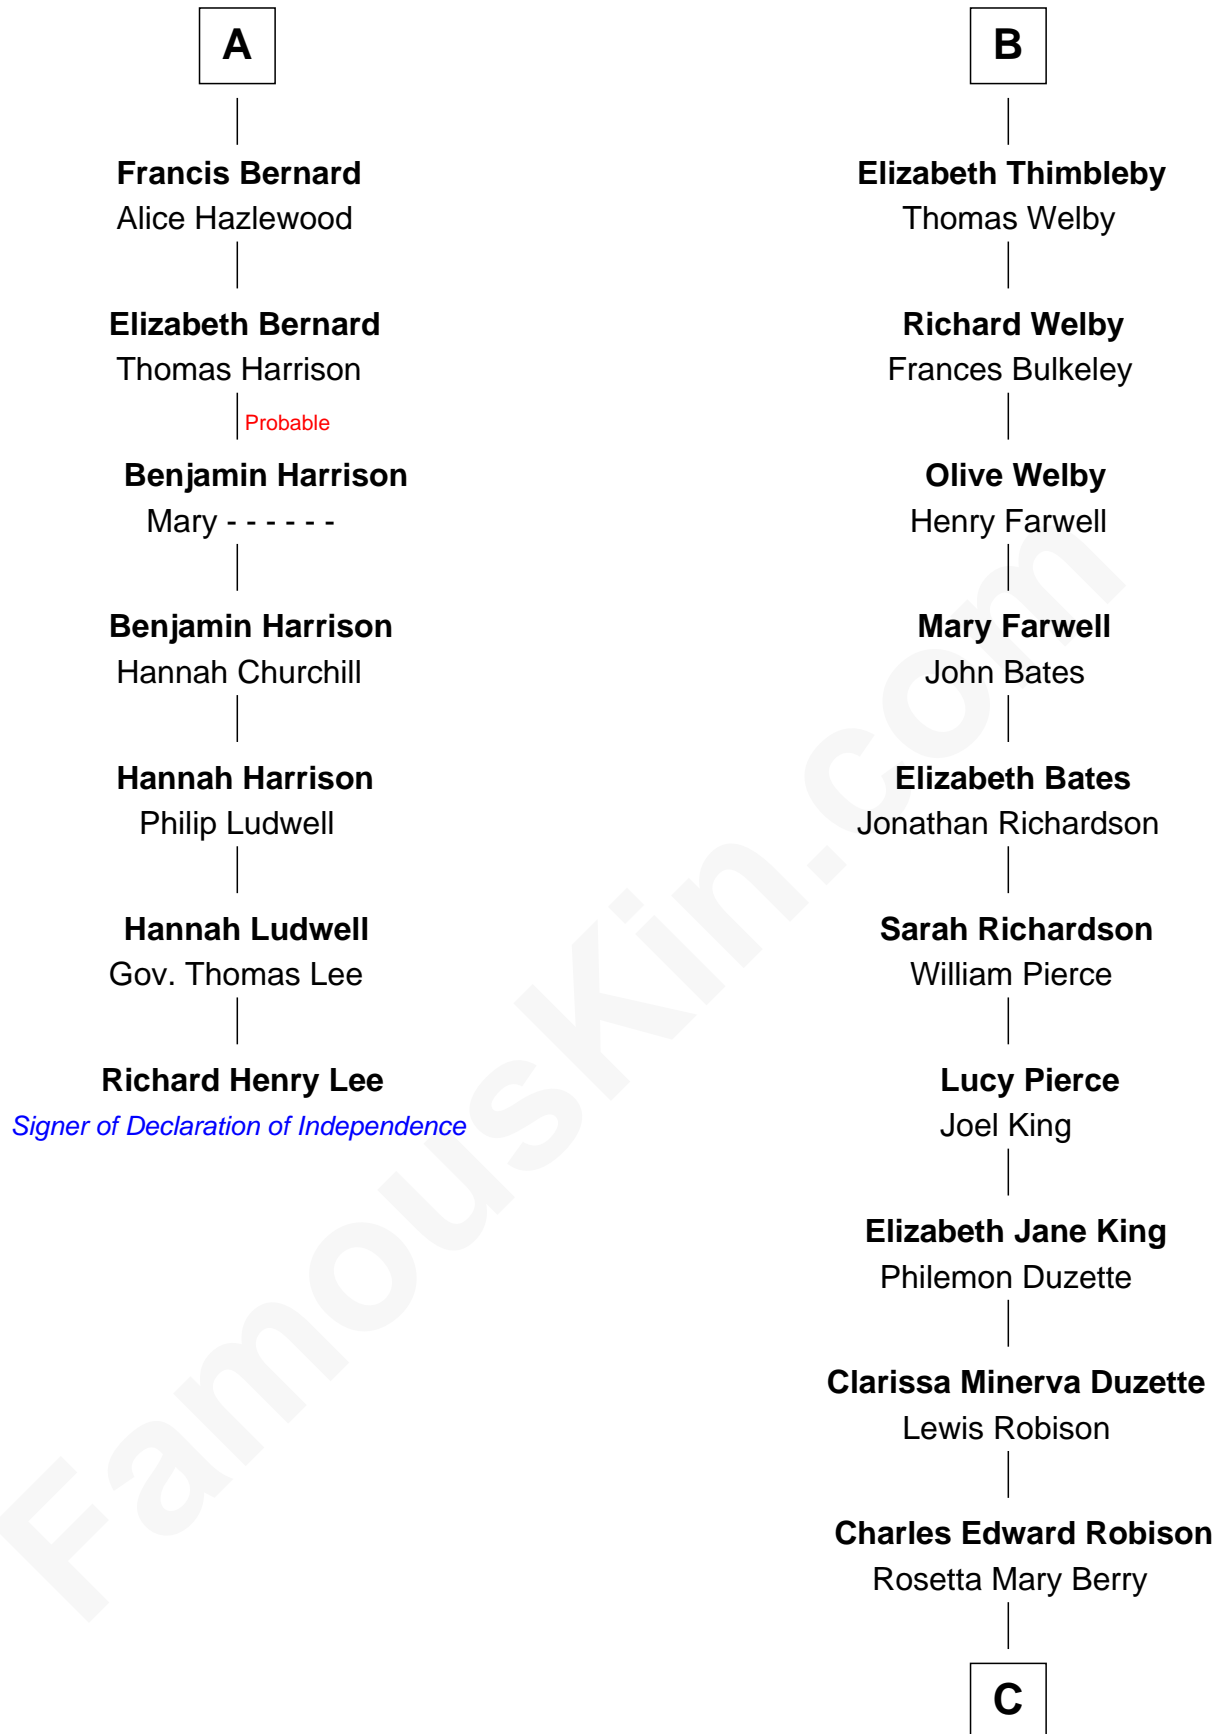 A
Francis Bernard
Alice Hazlewood
Elizabeth Bernard
Thomas Harrison
Probable
Benjamin Harrison
Mary - - - - - -
Benjamin Harrison
Hannah Churchill
Hannah Harrison
Philip Ludwell
Hannah Ludwell
Gov. Thomas Lee
Richard Henry Lee
Signer of Declaration of Independence
B
Elizabeth Thimbleby
Thomas Welby
Richard Welby
Frances Bulkeley
Olive Welby
Henry Farwell
Mary Farwell
John Bates
Elizabeth Bates
Jonathan Richardson
Sarah Richardson
William Pierce
Lucy Pierce
Joel King
Elizabeth Jane King
Philemon Duzette
Clarissa Minerva Duzette
Lewis Robison
Charles Edward Robison
Rosetta Mary Berry
C
FamousKin.com